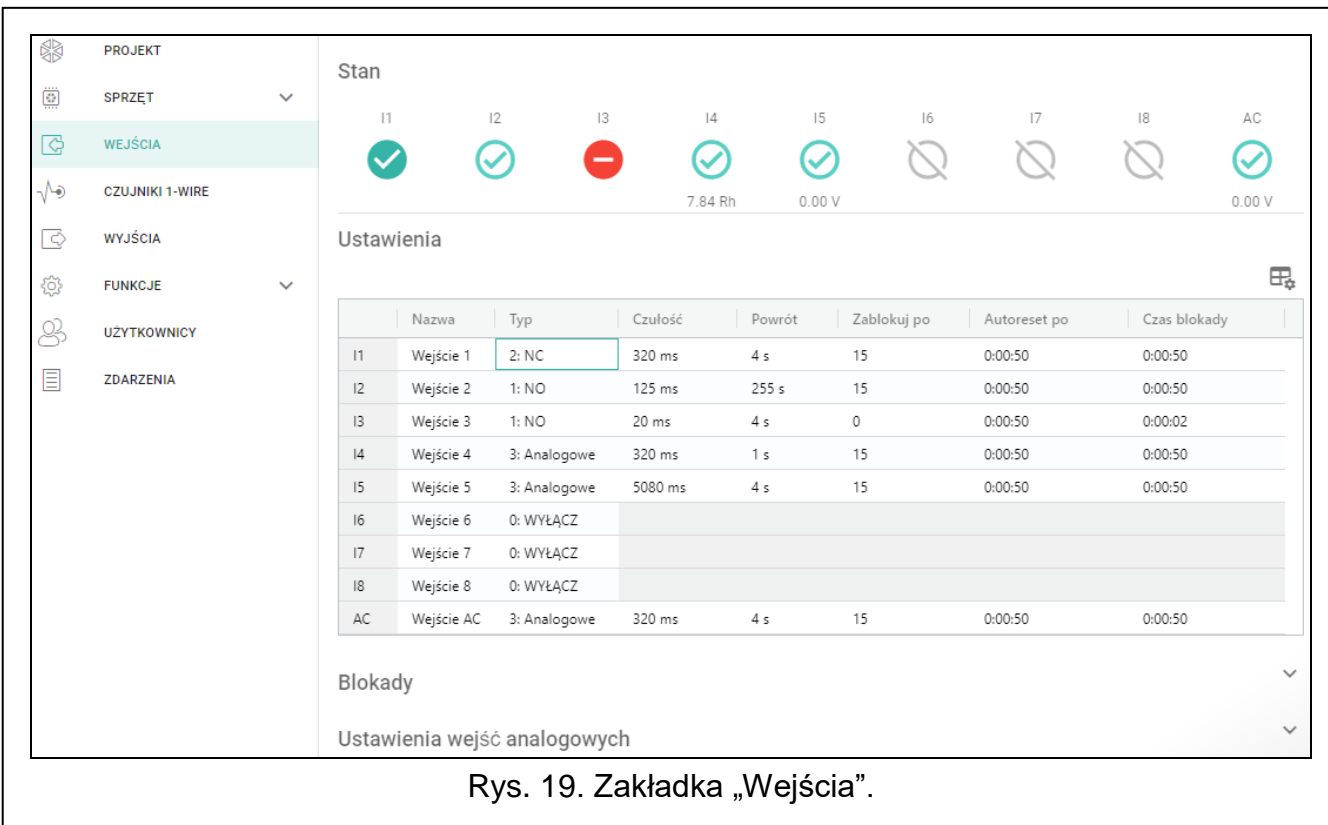 PROJEKT
SPRZĘT
WEJŚCIA
CZUJNIKI 1-WIRE
WYJŚCIA
FUNKCJE
UŻYTKOWNICY
ZDARZENIA
Stan
I1 I2 I3 I4 I5 I6 I7 I8 AC
7.84 Rh 0.00 V 0.00 V
Ustawienia
Nazwa Typ Czułość Powrót Zablokuj po Autoreset po Czas blokady
I1 Wejście 1 2: NC 320 ms 4 s 15 0:00:50 0:00:50
I2 Wejście 2 1: NO 125 ms 255 s 15 0:00:50 0:00:50
I3 Wejście 3 1: NO 20 ms 4 s 0 0:00:50 0:00:02
I4 Wejście 4 3: Analogowe 320 ms 1 s 15 0:00:50 0:00:50
I5 Wejście 5 3: Analogowe 5080 ms 4 s 15 0:00:50 0:00:50
I6 Wejście 6 0: WYŁĄCZ
I7 Wejście 7 0: WYŁĄCZ
I8 Wejście 8 0: WYŁĄCZ
AC Wejście AC 3: Analogowe 320 ms 4 s 15 0:00:50 0:00:50
Blokady
Ustawienia wejść analogowych
Rys. 19. Zakładka „Wejścia”.